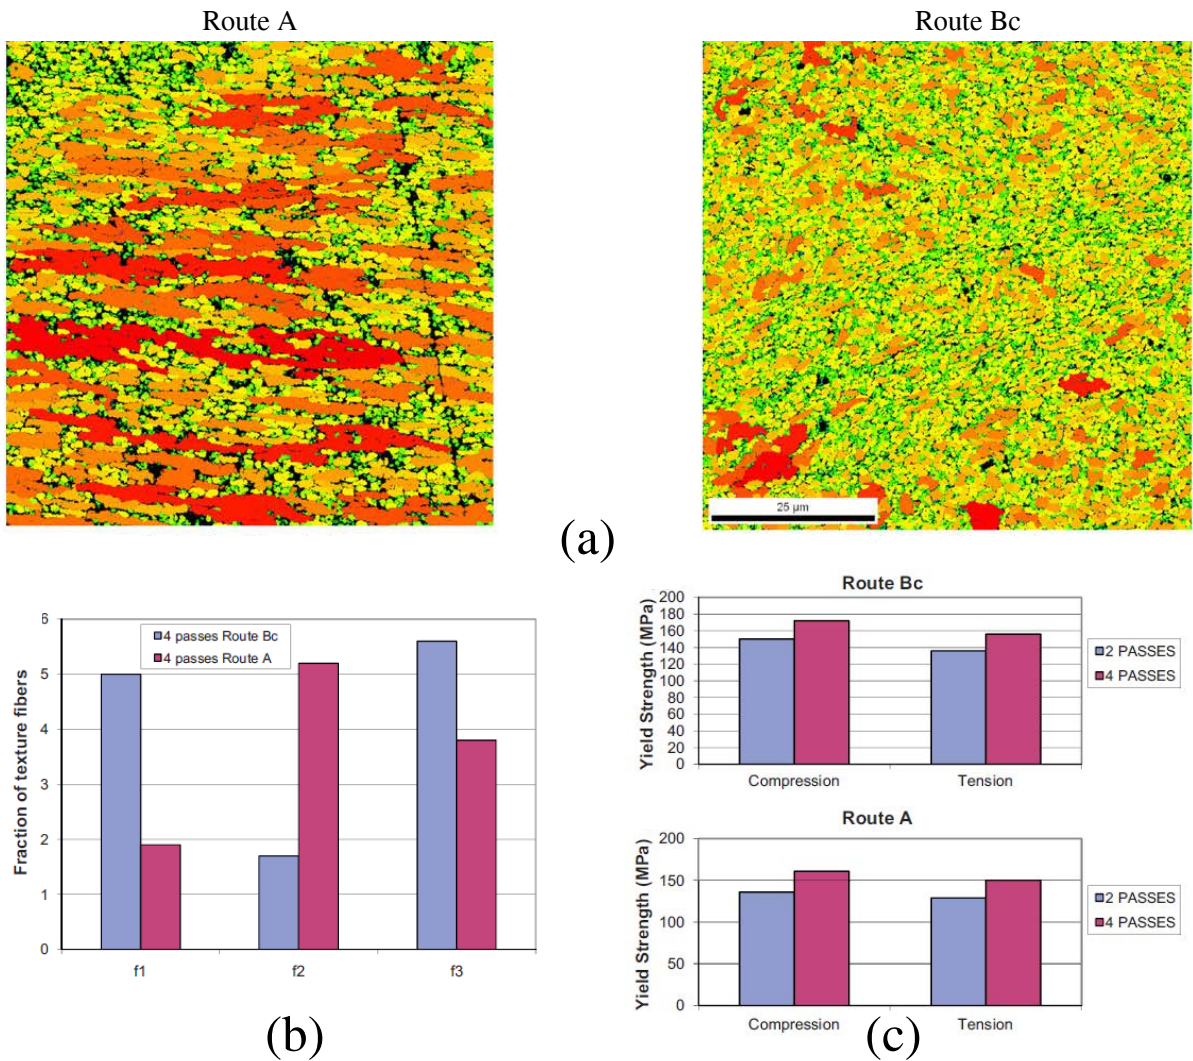 Route A
Route Bc
25 µm
(a)
6
5
4
3
2
1
0
Fraction of texture fibers
4 passes Route Bc
4 passes Route A
f1
f2
f3
(b)
Route Bc
Yield Strength (MPa)
200
180
160
140
120
100
80
60
40
20
0
Compression
Tension
2 PASSES
4 PASSES
Route A
Yield Strength (MPa)
200
150
100
50
0
Compression
Tension
2 PASSES
4 PASSES
(c)